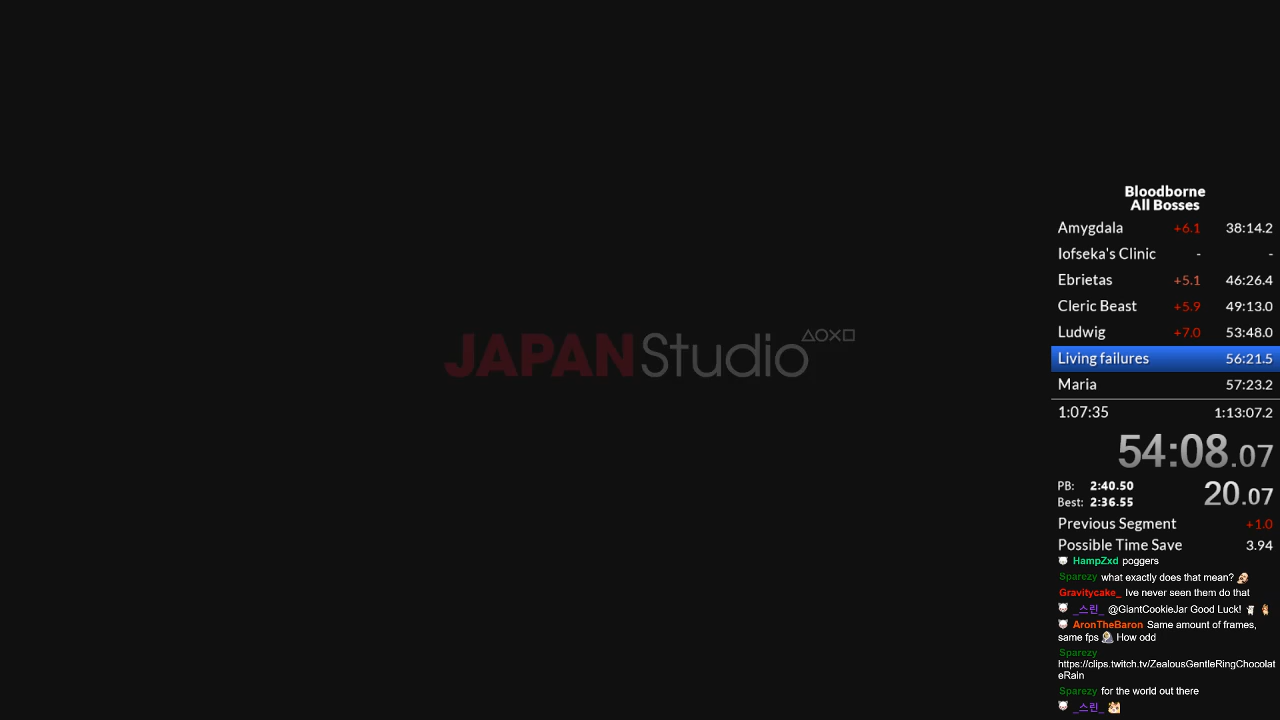 JAPANStudio
Bloodborne
All Bosses
Amygdala +6.1 38:14.2
Iofseka's Clinic - -
Ebrietas +5.1 46:26.4
Cleric Beast +5.9 49:13.0
Ludwig +7.0 53:48.0
Living failures 56:21.5
Maria 57:23.2
1:07:35 1:13:07.2
54:08.07
PB: 2:40.50
20.07
Best: 2:36.55
Previous Segment +1.0
Possible Time Save 3.94
HampZxd poggers
Sparezy what exactly does that mean?
Gravitycake_ Ive never seen them do that
_스린_ @GiantCookieJar Good Luck!
AronTheBaron Same amount of frames,
same fps How odd
Sparezy
https://clips.twitch.tv/ZealousGentleRingChocolat
eRain
Sparezy for the world out there
_스린_